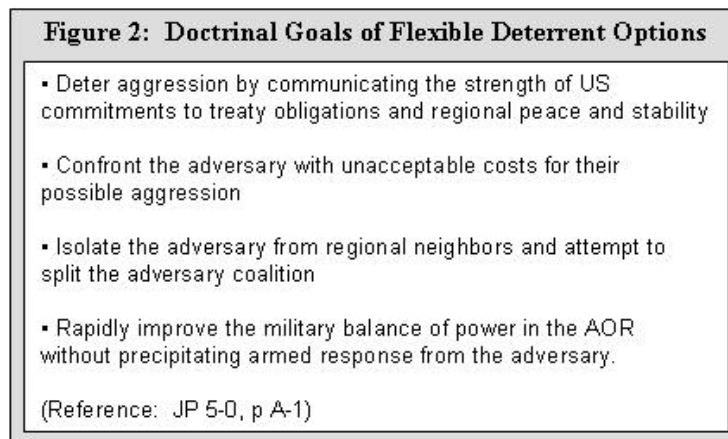 Figure 2: Doctrinal Goals of Flexible Deterrent Options
▪ Deter aggression by communicating the strength of US
commitments to treaty obligations and regional peace and stability
▪ Confront the adversary with unacceptable costs for their
possible aggression
▪ Isolate the adversary from regional neighbors and attempt to
split the adversary coalition
▪ Rapidly improve the military balance of power in the AOR
without precipitating armed response from the adversary.
(Reference: JP 5-0, p A-1)